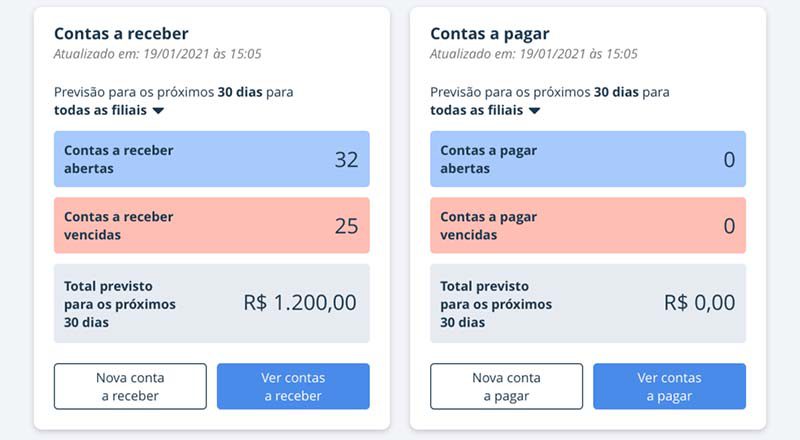 Contas a receber
Atualizado em: 19/01/2021 às 15:05
Previsão para os próximos 30 dias para
todas as filiais
Contas a receber
abertas
32
Contas a receber
vencidas
25
Total previsto
para os próximos
30 dias
R$ 1.200,00
Nova conta
a receber
Ver contas
a receber
Contas a pagar
Atualizado em: 19/01/2021 às 15:05
Previsão para os próximos 30 dias para
todas as filiais
Contas a pagar
abertas
0
Contas a pagar
vencidas
0
Total previsto
para os próximos
30 dias
R$ 0,00
Nova conta
a pagar
Ver contas
a pagar